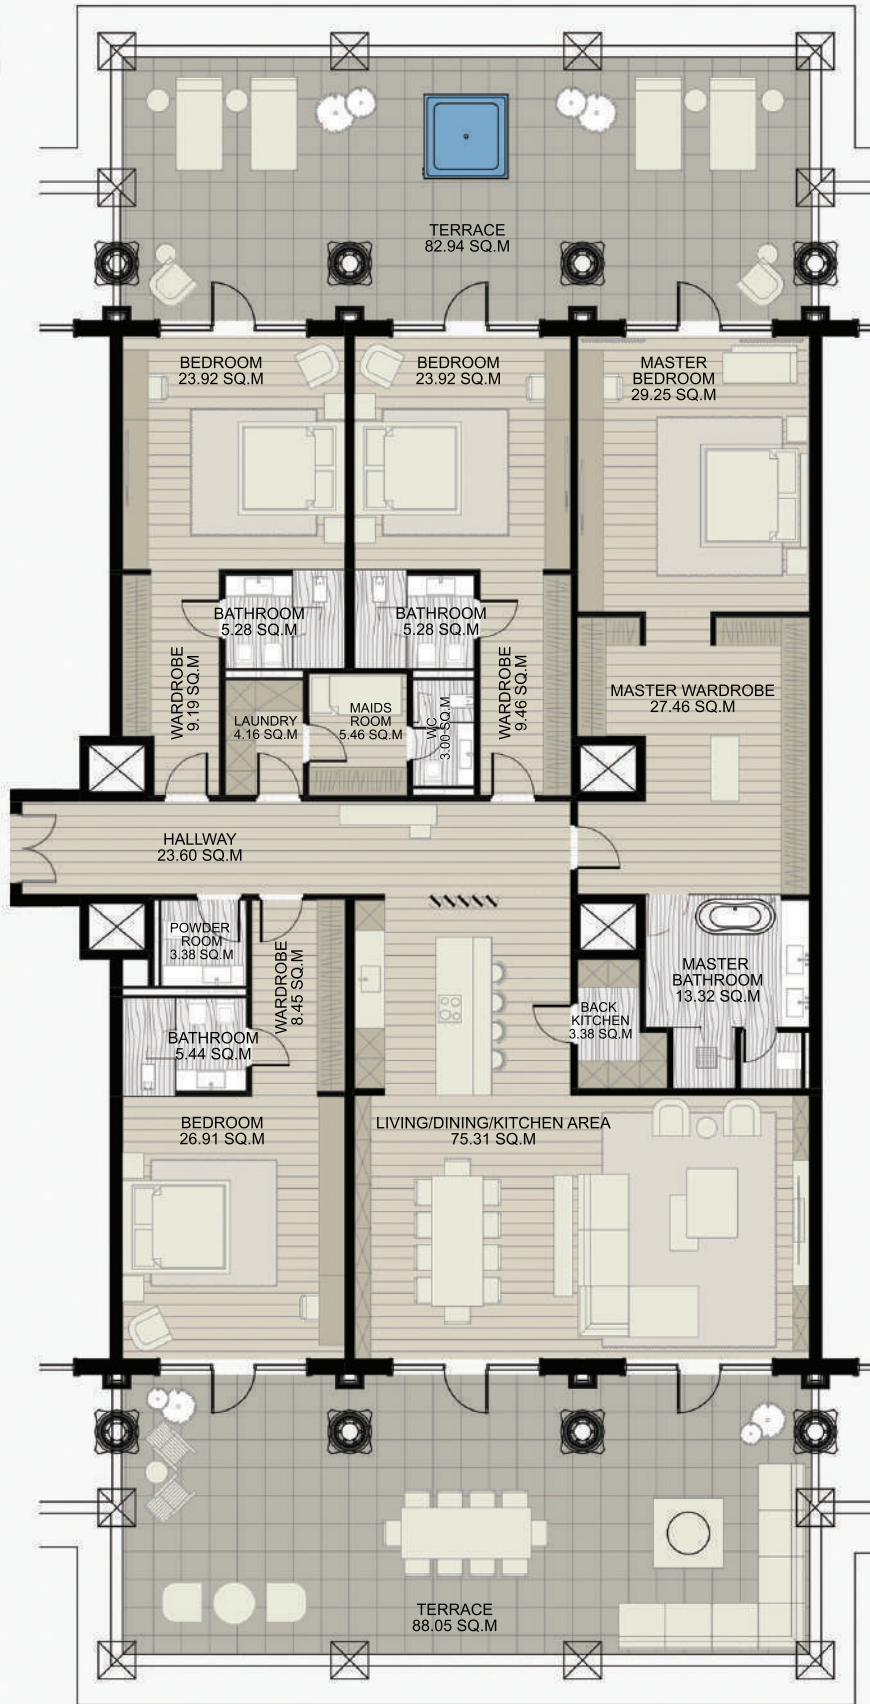 TERRACE
82.94 SQ.M
BEDROOM
23.92 SQ.M
BEDROOM
23.92 SQ.M
MASTER
BEDROOM
29.25 SQ.M
BATHROOM
5.28 SQ.M
BATHROOM
5.28 SQ.M
WARDROBE
9.19 SQ.M
LAUNDRY
4.16 SQ.M
MAIDS
ROOM
5.46 SQ.M
WC
3.00 SQ.M
WARDROBE
9.46 SQ.M
MASTER WARDROBE
27.46 SQ.M
HALLWAY
23.60 SQ.M
POWDER
ROOM
3.38 SQ.M
WARDROBE
8.45 SQ.M
MASTER
BATHROOM
13.32 SQ.M
BACK
KITCHEN
3.38 SQ.M
BATHROOM
5.44 SQ.M
BEDROOM
26.91 SQ.M
LIVING/DINING/KITCHEN AREA
75.31 SQ.M
TERRACE
88.05 SQ.M